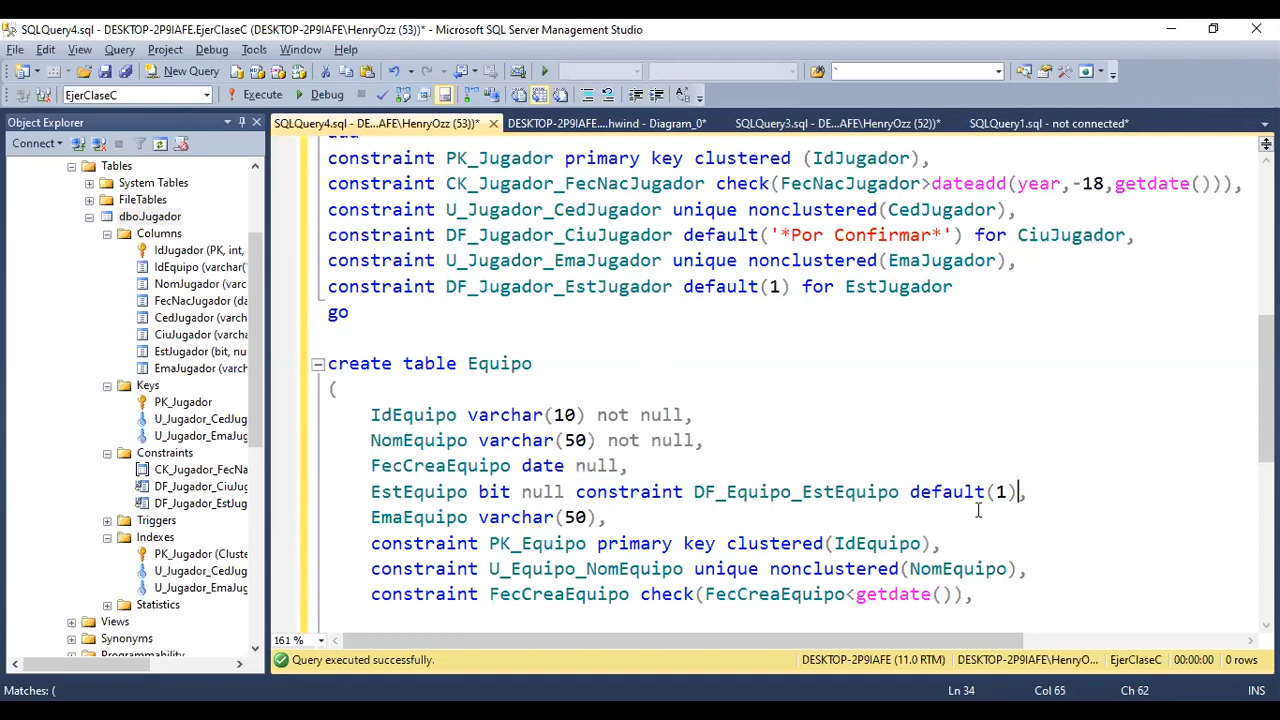 SQLQuery4.sql - DESKTOP-2P9IAFE.EjerClaseC (DESKTOP-2P9IAFE\HenryOzz (53))* - Microsoft SQL Server Management Studio
File Edit View Query Project Debug Tools Window Help
New Query
EjerClaseC Execute Debug
Object Explorer
SQLQuery4.sql - DE...AFE\HenryOzz (53))* DESKTOP-2P9IAFE....hwind - Diagram_0* SQLQuery3.sql - DE...AFE\HenryOzz (52))* SQLQuery1.sql - not connected*
Connect
Tables
System Tables
FileTables
dbo.Jugador
Columns
IdJugador (PK, int,
IdEquipo (varchar(
NomJugador (varc
FecNacJugador (da
CedJugador (varch
CiuJugador (varcha
EstJugador (bit, nu
EmaJugador (varch
Keys
PK_Jugador
U_Jugador_CedJug
U_Jugador_EmaJug
Constraints
CK_Jugador_FecNa
DF_Jugador_CiuJug
DF_Jugador_EstJug
Triggers
Indexes
PK_Jugador (Cluste
U_Jugador_CedJug
U_Jugador_EmaJug
Statistics
Views
Synonyms
Programmability
constraint PK_Jugador primary key clustered (IdJugador),
constraint CK_Jugador_FecNacJugador check(FecNacJugador>dateadd(year,-18,getdate())),
constraint U_Jugador_CedJugador unique nonclustered(CedJugador),
constraint DF_Jugador_CiuJugador default('*Por Confirmar*') for CiuJugador,
constraint U_Jugador_EmaJugador unique nonclustered(EmaJugador),
constraint DF_Jugador_EstJugador default(1) for EstJugador
go
create table Equipo
(
IdEquipo varchar(10) not null,
NomEquipo varchar(50) not null,
FecCreaEquipo date null,
EstEquipo bit null constraint DF_Equipo_EstEquipo default(1),
EmaEquipo varchar(50),
constraint PK_Equipo primary key clustered(IdEquipo),
constraint U_Equipo_NomEquipo unique nonclustered(NomEquipo),
constraint FecCreaEquipo check(FecCreaEquipo<getdate()),
161 %
Query executed successfully. DESKTOP-2P9IAFE (11.0 RTM) DESKTOP-2P9IAFE\HenryO... EjerClaseC 00:00:00 0 rows
Matches: ( Ln 34 Col 65 Ch 62 INS